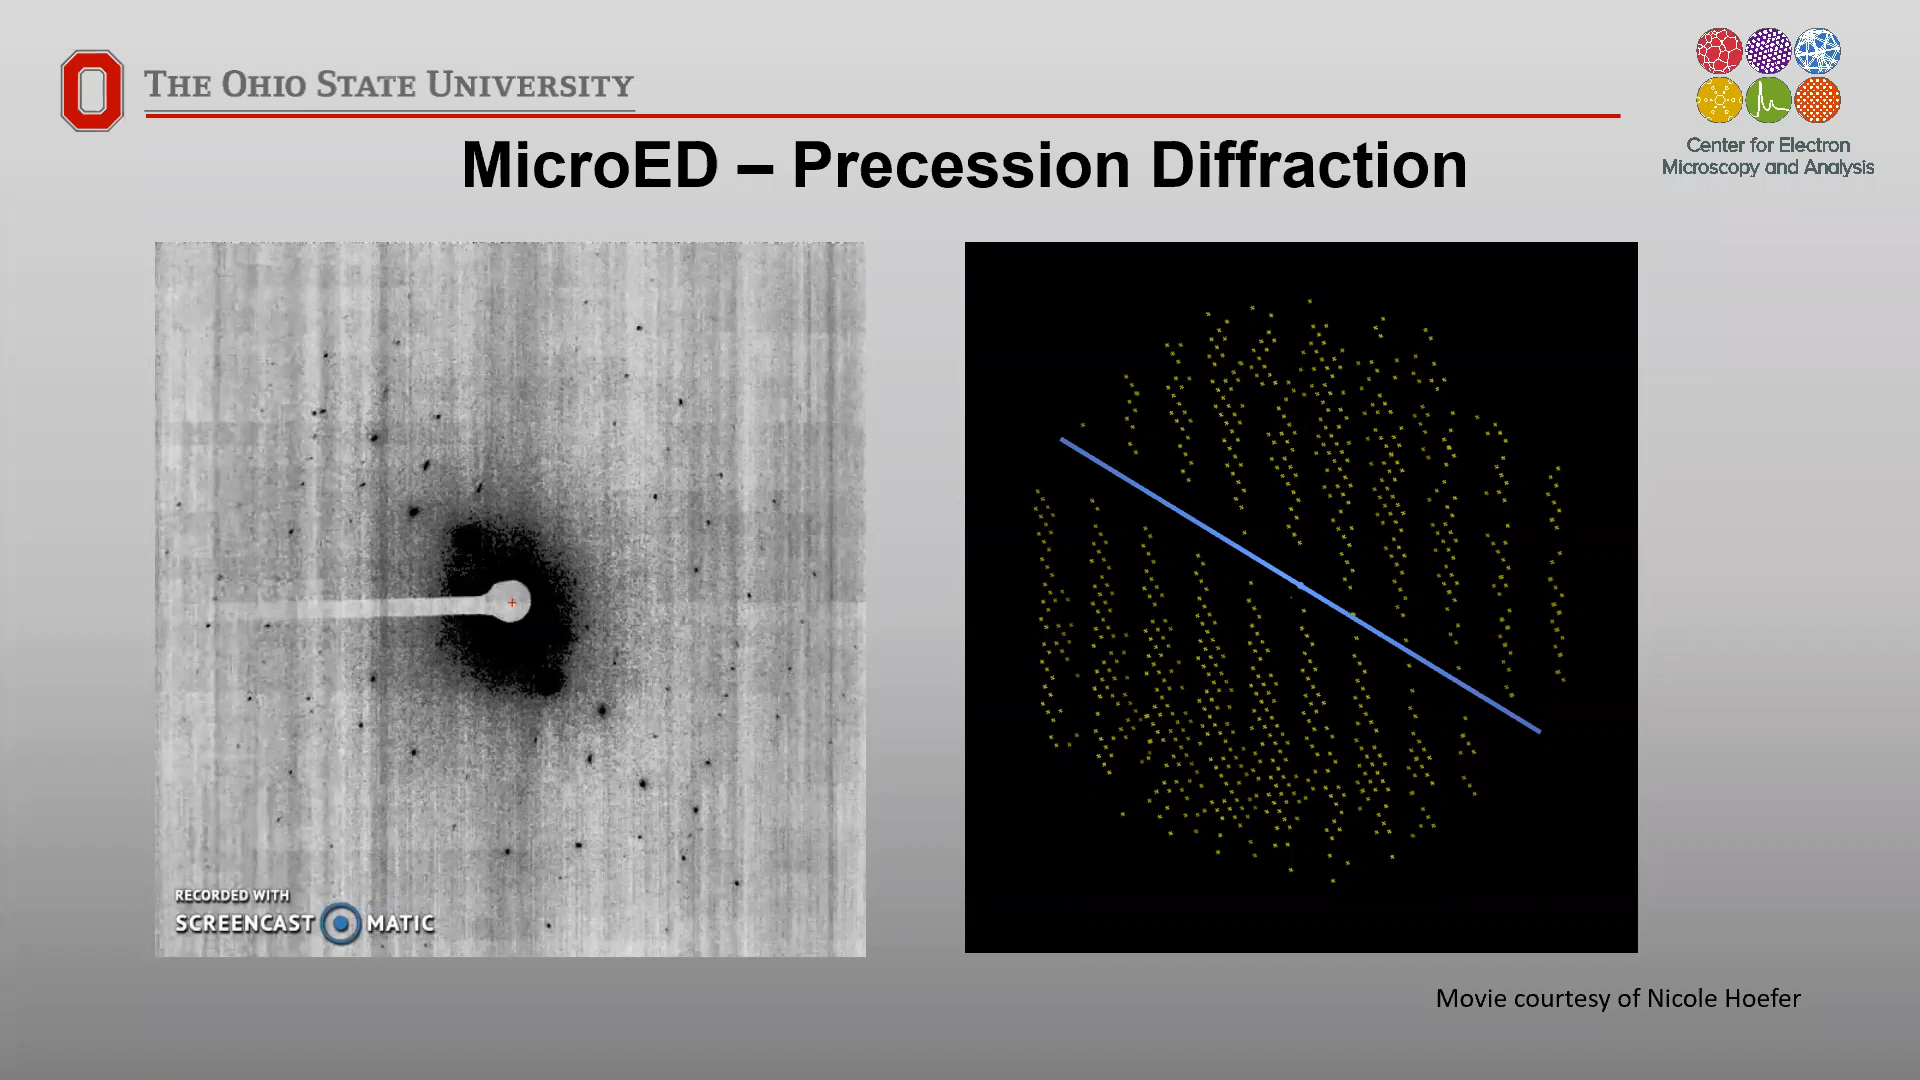 THE OHIO STATE UNIVERSITY
Center for Electron
Microscopy and Analysis
MicroED – Precession Diffraction
RECORDED WITH
SCREENCAST MATIC
Movie courtesy of Nicole Hoefer